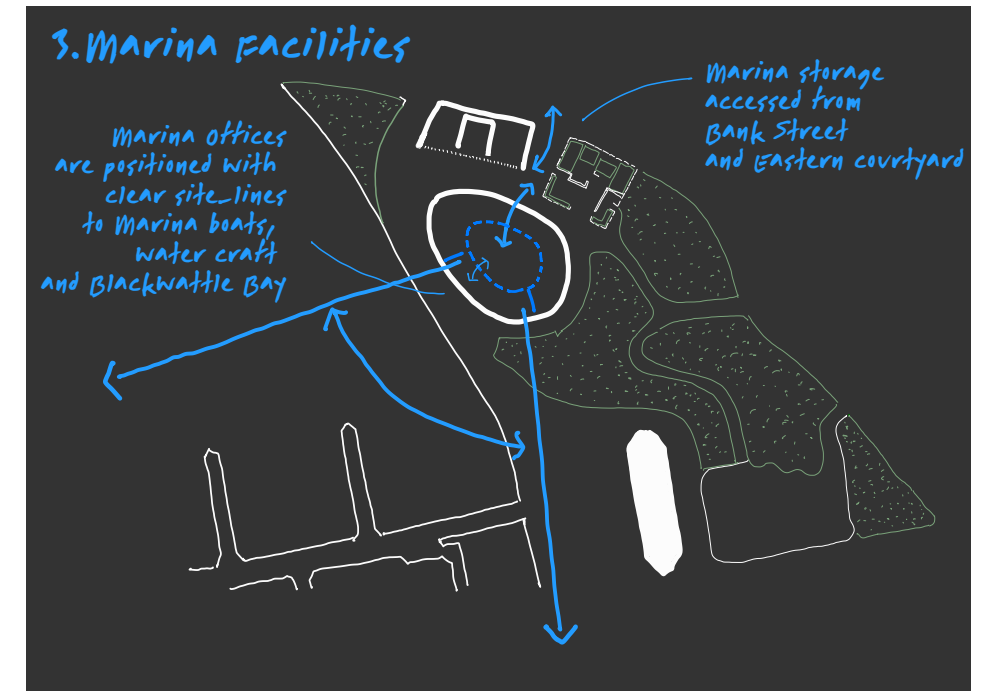 3. Marina Facilities
Marina offices
are positioned with
clear site_lines
to Marina boats,
water craft
and Blackwattle Bay
Marina storage
accessed from
Bank Street
and Eastern courtyard